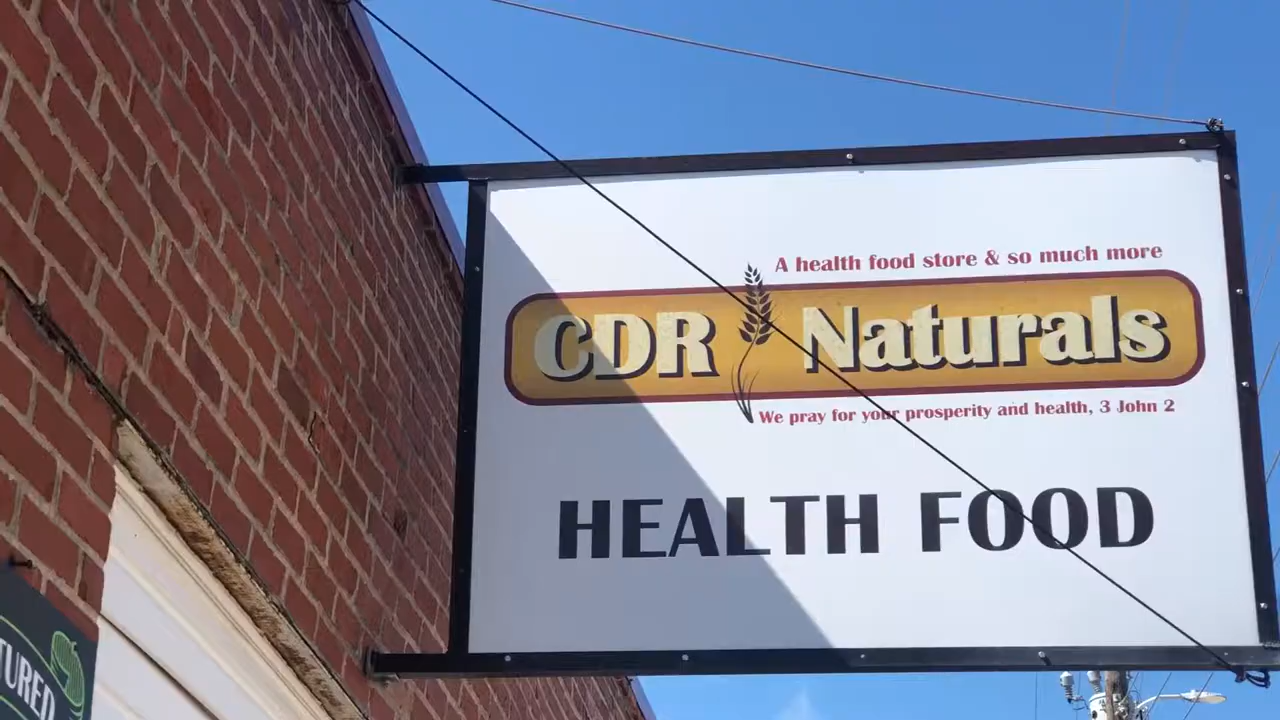 A health food store & so much more
CDR Naturals
We pray for your prosperity and health, 3 John 2
HEALTH FOOD